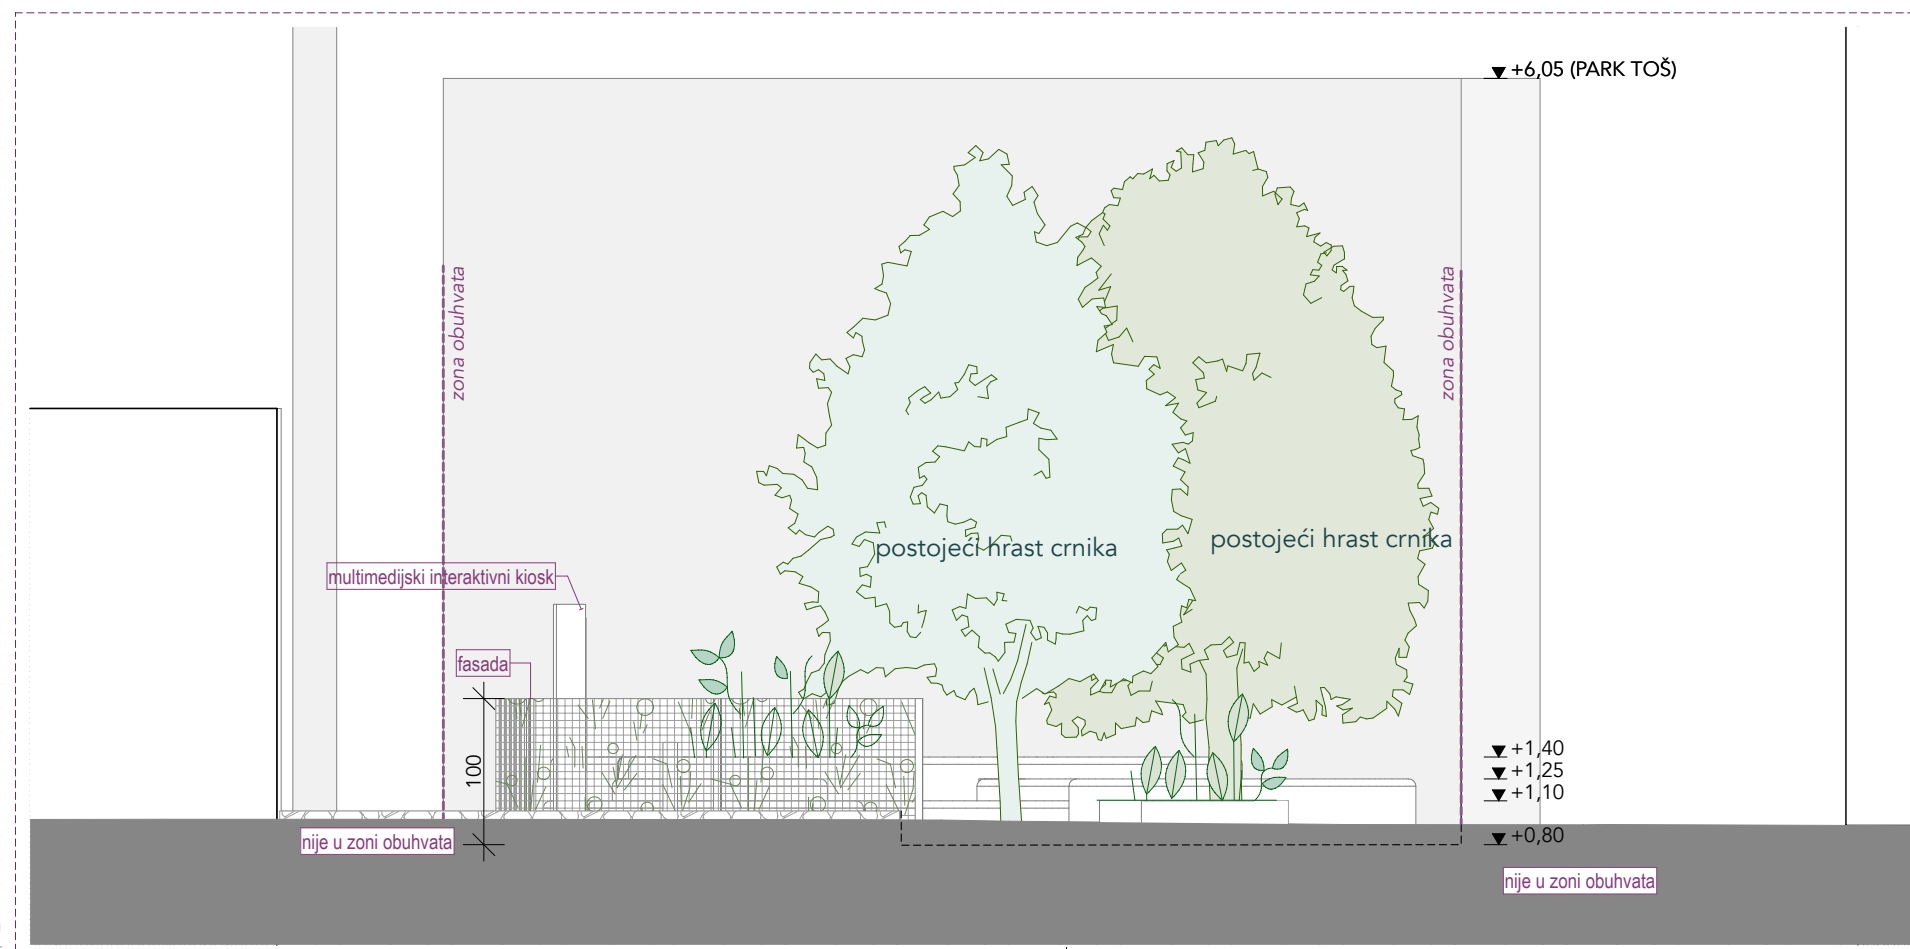 +6,05 (PARK TOŠ)
zona obuhvata
zona obuhvata
postojeći hrast crnika
postojeći hrast crnika
multimedijski interaktivni kiosk
fasada
100
+1,40
+1,25
+1,10
+0,80
nije u zoni obuhvata
nije u zoni obuhvata